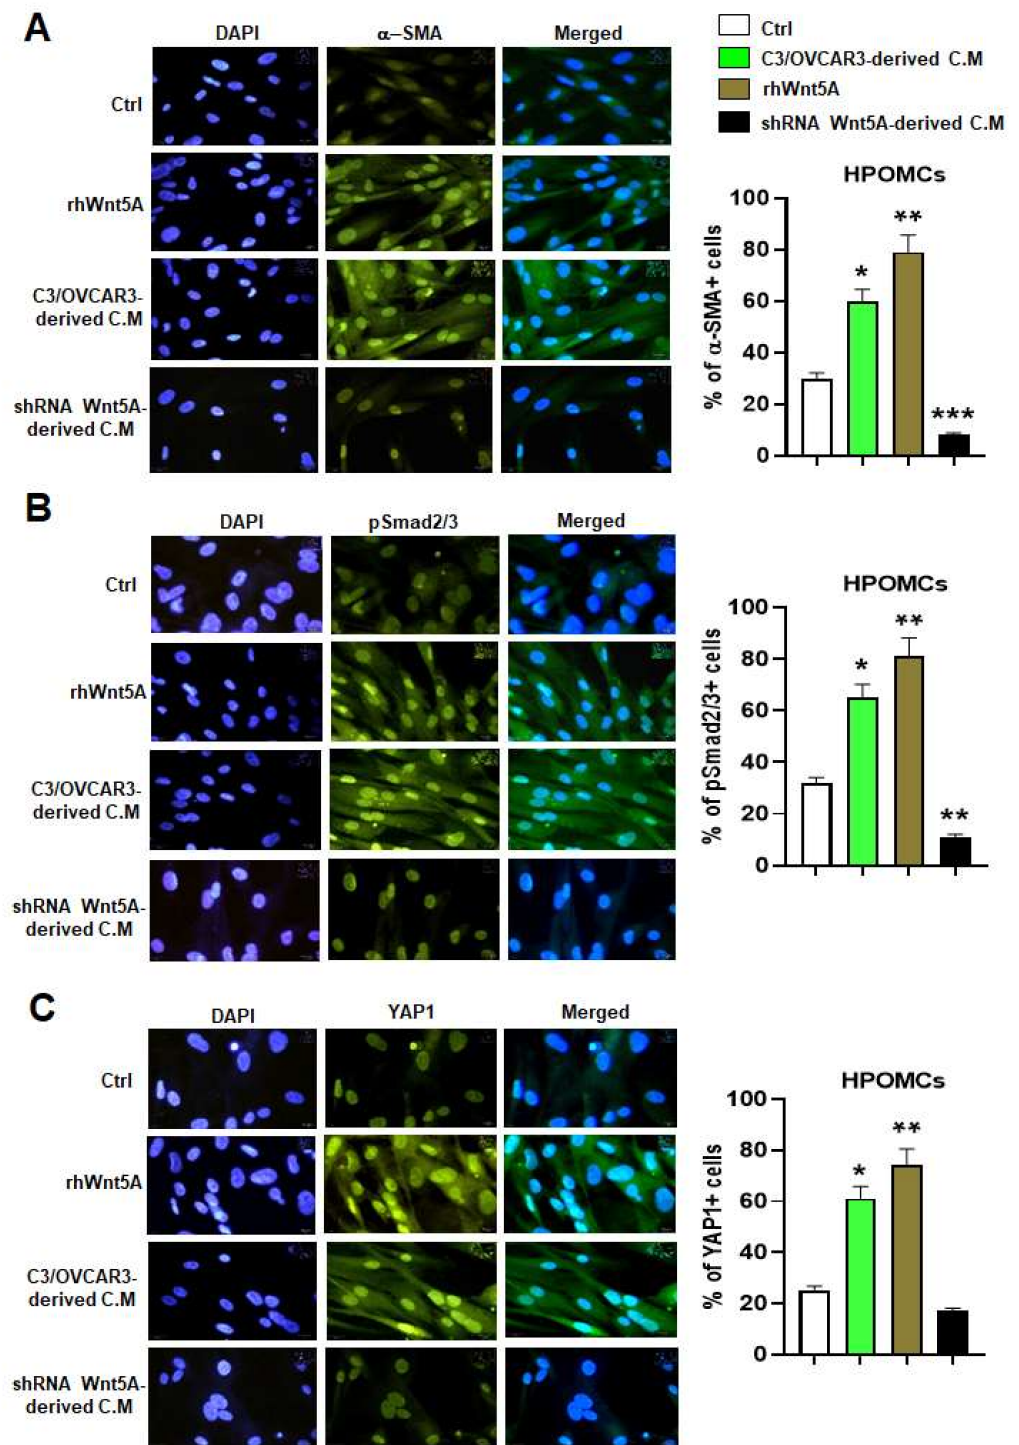 A
DAPI
α–SMA
Merged
Ctrl
rhWnt5A
C3/OVCAR3-
derived C.M
shRNA Wnt5A-
derived C.M
Ctrl
C3/OVCAR3-derived C.M
rhWnt5A
shRNA Wnt5A-derived C.M
HPOMCs
% of α-SMA+ cells
100
80
60
40
20
0
*
**
***
B
DAPI
pSmad2/3
Merged
Ctrl
rhWnt5A
C3/OVCAR3-
derived C.M
shRNA Wnt5A-
derived C.M
HPOMCs
% of pSmad2/3+ cells
100
80
60
40
20
0
*
**
**
C
DAPI
YAP1
Merged
Ctrl
rhWnt5A
C3/OVCAR3-
derived C.M
shRNA Wnt5A-
derived C.M
HPOMCs
% of YAP1+ cells
100
80
60
40
20
0
*
**